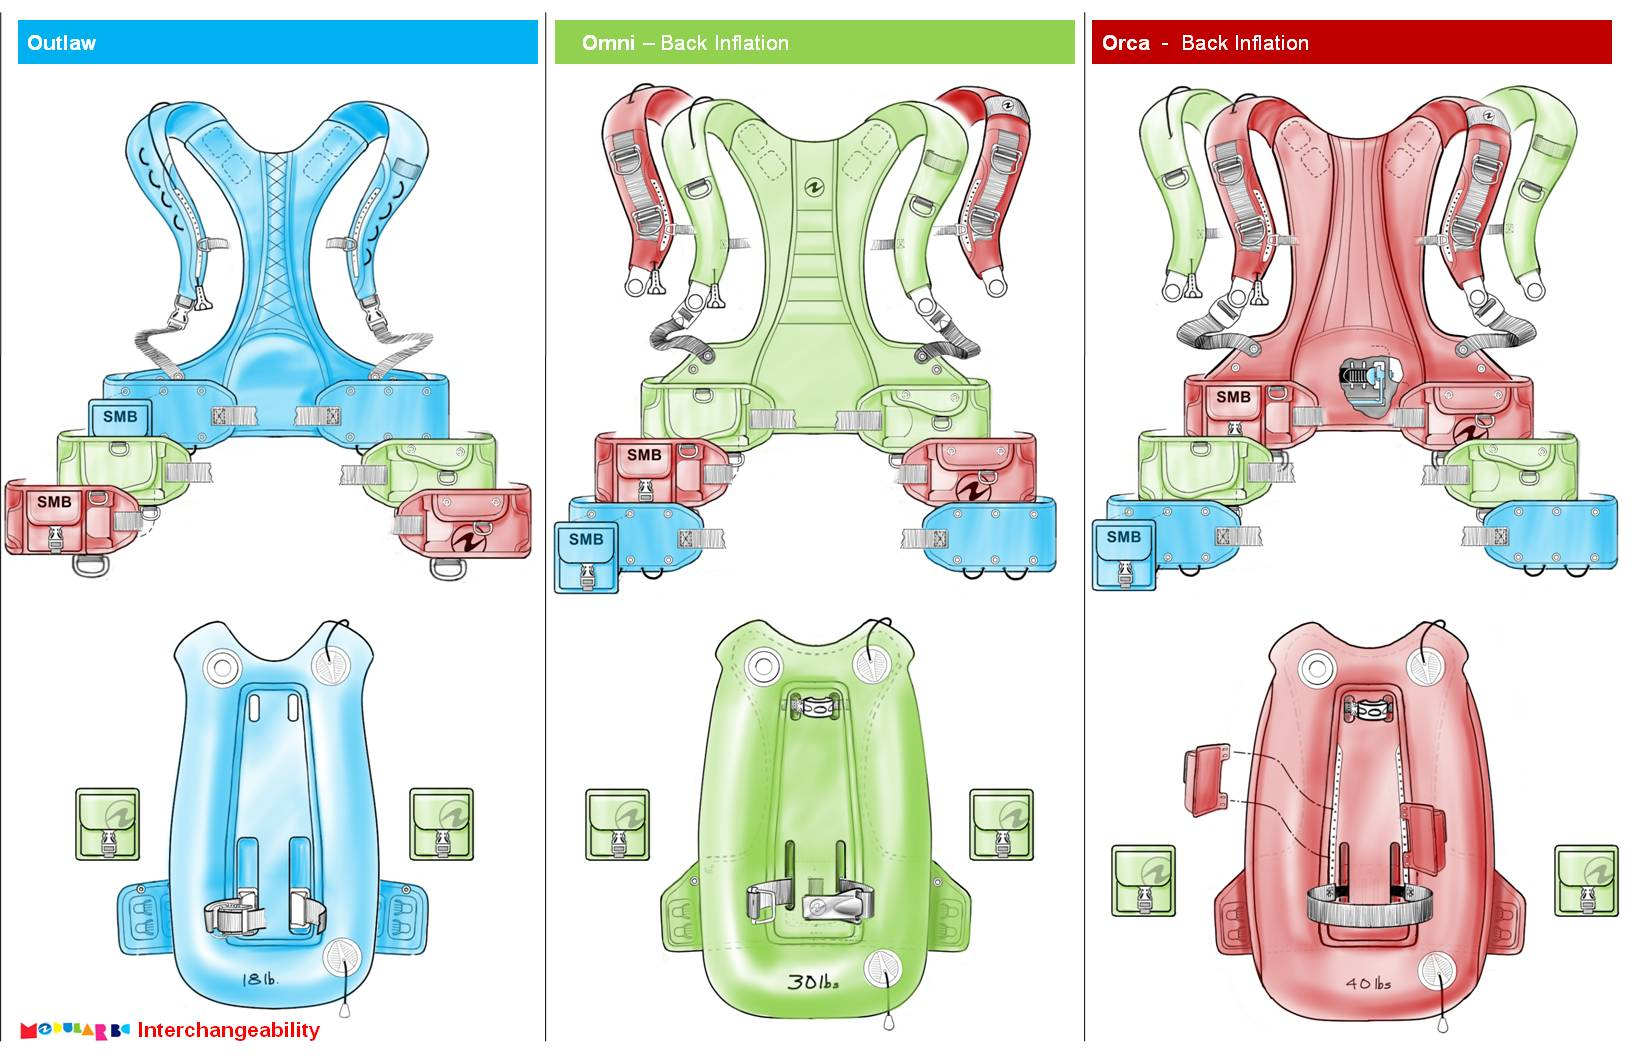 Outlaw
Omni – Back Inflation
Orca - Back Inflation
SMB
SMB
SMB
SMB
SMB
SMB
18 lb.
30 lbs
40 lbs
MODULAR BC Interchangeability